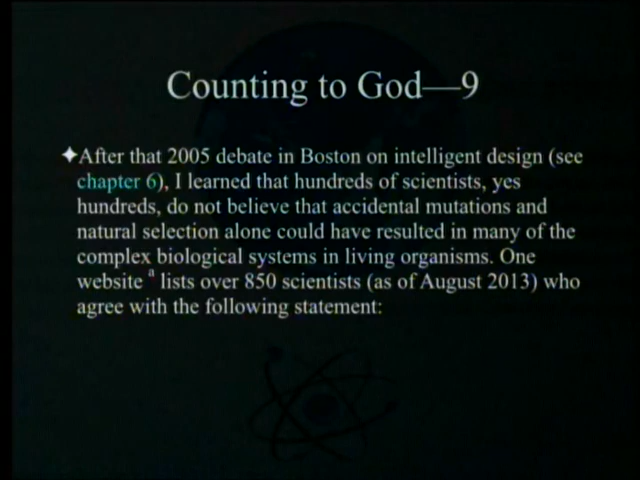 Counting to God—9
✦After that 2005 debate in Boston on intelligent design (see
chapter 6), I learned that hundreds of scientists, yes
hundreds, do not believe that accidental mutations and
natural selection alone could have resulted in many of the
complex biological systems in living organisms. One
website a lists over 850 scientists (as of August 2013) who
agree with the following statement: